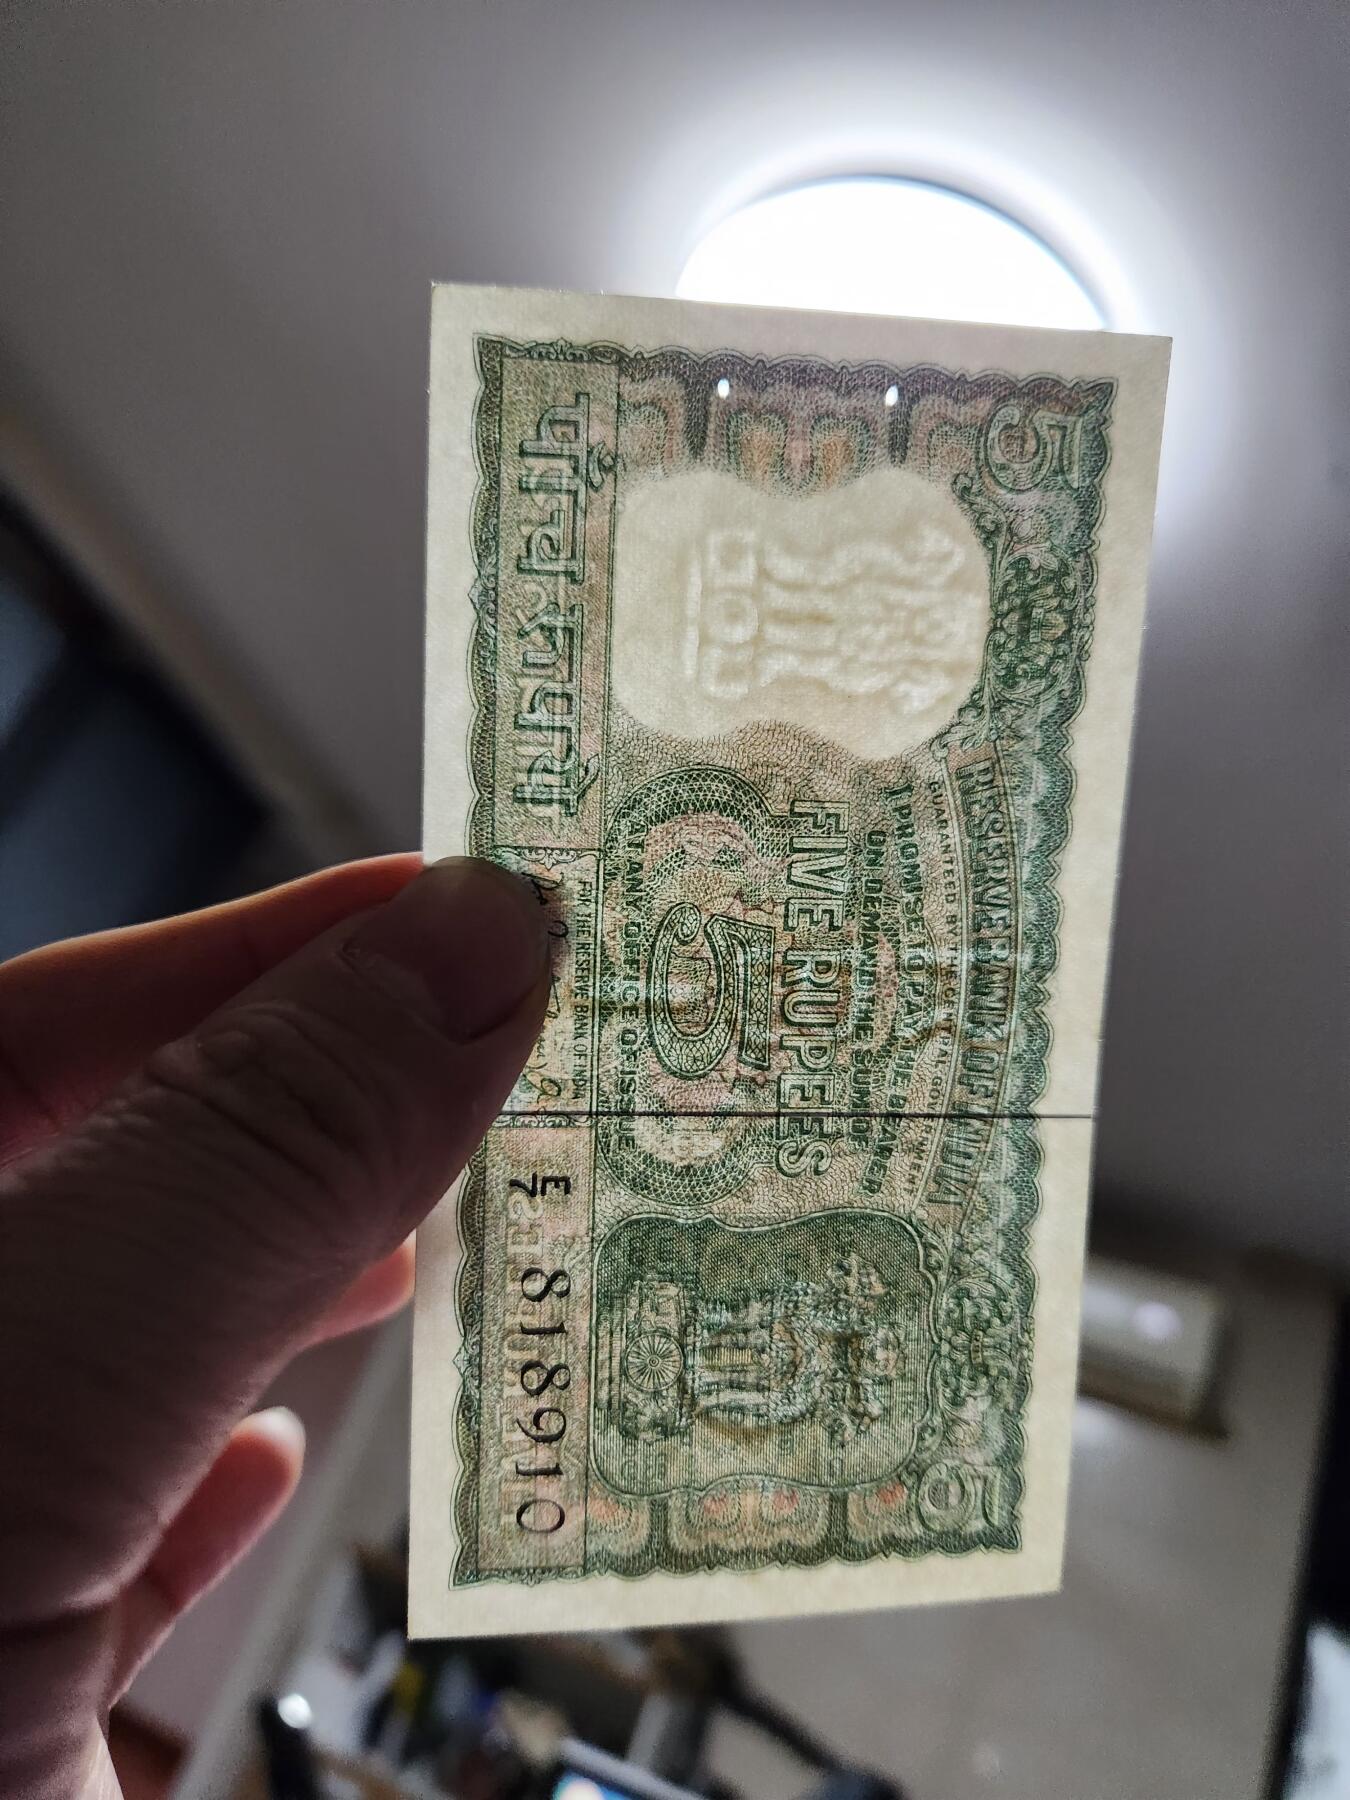 5
5
RESERVE BANK OF INDIA
GUARANTEED BY THE CENTRAL GOVERNMENT
I PROMISE TO PAY THE BEARER
ON DEMAND THE SUM OF
FIVE RUPEES
5
AT ANY OFFICE OF ISSUE
FOR THE RESERVE BANK OF INDIA
पाँच रुपये
E
7 818910